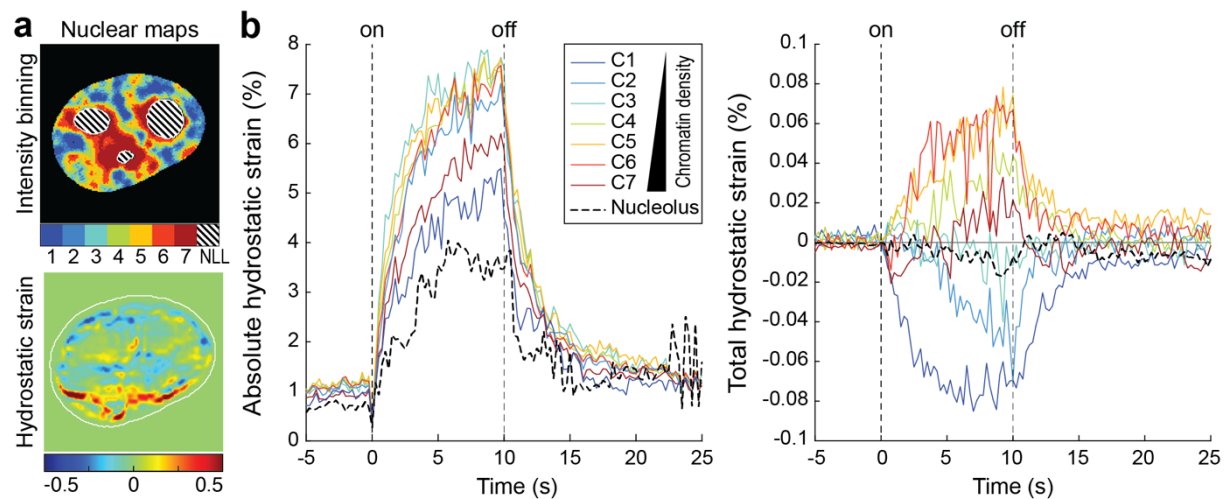 a
Nuclear maps
Intensity binning
1 2 3 4 5 6 7 NLL
Hydrostatic strain
-0.5 0 0.5
b
on off
Absolute hydrostatic strain (%)
8
7
6
5
4
3
2
1
0
-5 0 5 10 15 20 25
Time (s)
C1
C2
C3
C4
C5
C6
C7
Nucleolus
Chromatin density
on off
Total hydrostatic strain (%)
0.1
0.08
0.06
0.04
0.02
0
-0.02
-0.04
-0.06
-0.08
-0.1
-5 0 5 10 15 20 25
Time (s)